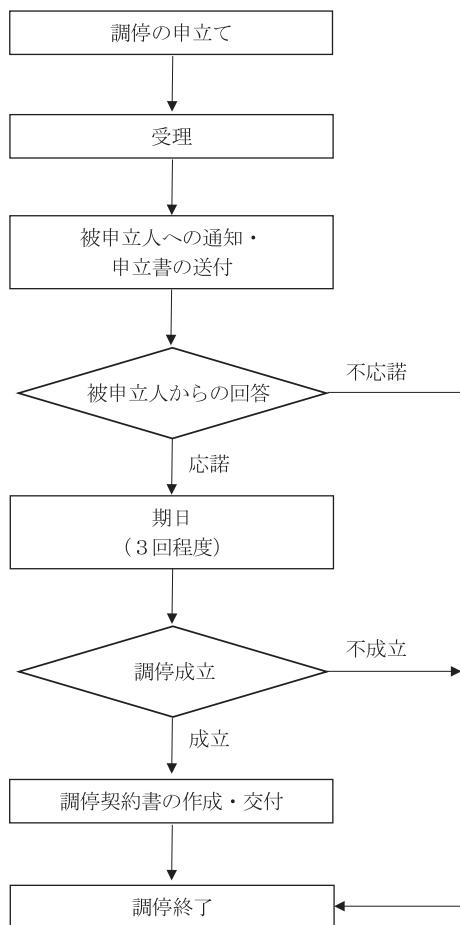 調停の申立て
受理
被申立人への通知・
申立書の送付
被申立人からの回答
不応諾
応諾
期日
（３回程度）
調停成立
不成立
成立
調停契約書の作成・交付
調停終了